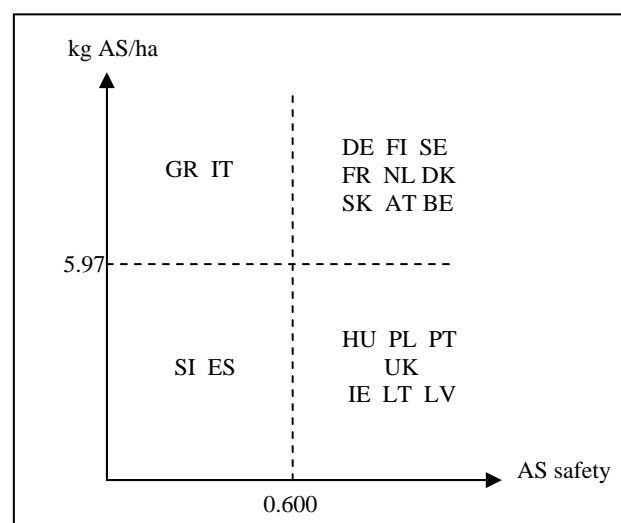 kg AS/ha
DE FI SE
GR IT
FR NL DK
SK AT BE
5.97
HU PL PT
SI ES
UK
IE LT LV
AS safety
0.600